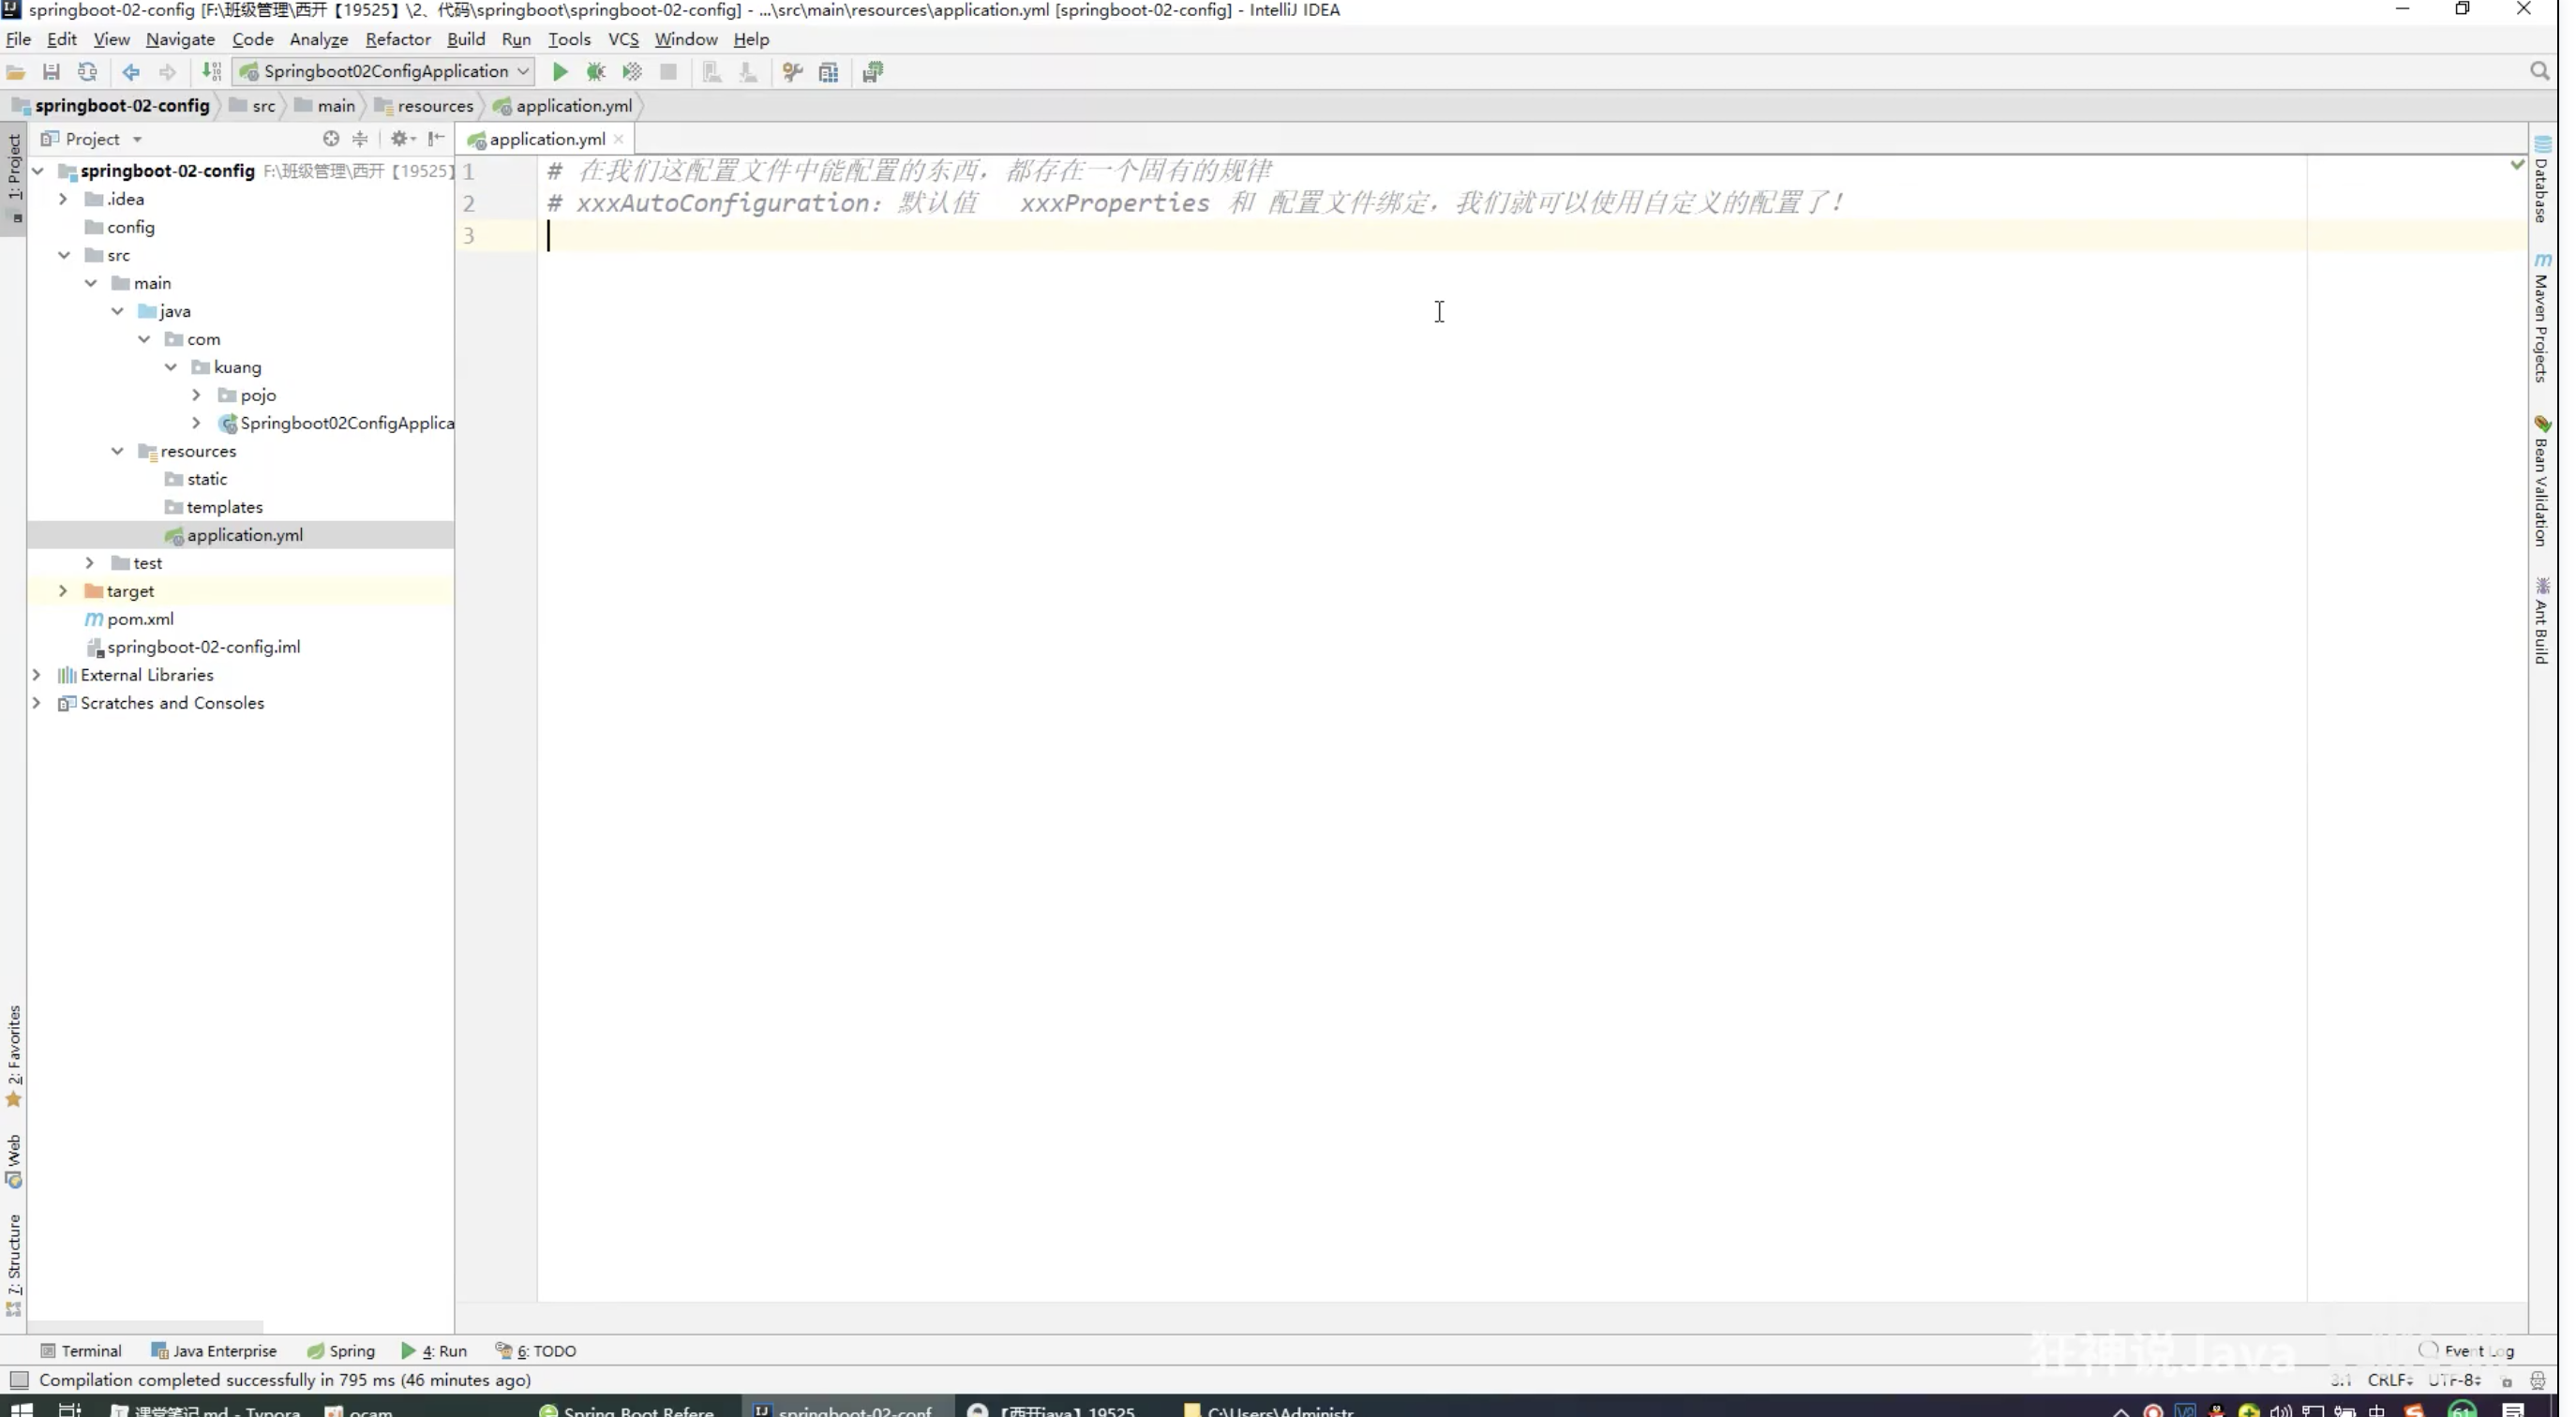 springboot-02-config [F:\班级管理\西开【19525】\2、代码\springboot\springboot-02-config] - ...\src\main\resources\application.yml [springboot-02-config] - IntelliJ IDEA
File Edit View Navigate Code Analyze Refactor Build Run Tools VCS Window Help
Springboot02ConfigApplication
springboot-02-config src main resources application.yml
Project
application.yml
1: Project
springboot-02-config F:\班级管理\西开【19525】
.idea
config
src
main
java
com
kuang
pojo
Springboot02ConfigApplica
resources
static
templates
application.yml
test
target
pom.xml
springboot-02-config.iml
External Libraries
Scratches and Consoles
1 # 在我们这配置文件中能配置的东西，都存在一个固有的规律
2 # xxxAutoConfiguration：默认值 xxxProperties 和 配置文件绑定，我们就可以使用自定义的配置了！
3
Database
Maven Projects
Bean Validation
Ant Build
2: Favorites
Web
7: Structure
Terminal Java Enterprise Spring 4: Run 6: TODO
Event Log
狂神说Java
Compilation completed successfully in 795 ms (46 minutes ago)
3:1 CRLF UTF-8
课堂笔记.md - Typora ocam Spring Boot Refere springboot-02-conf 【西开java】19525 C:\Users\Administr
中
61